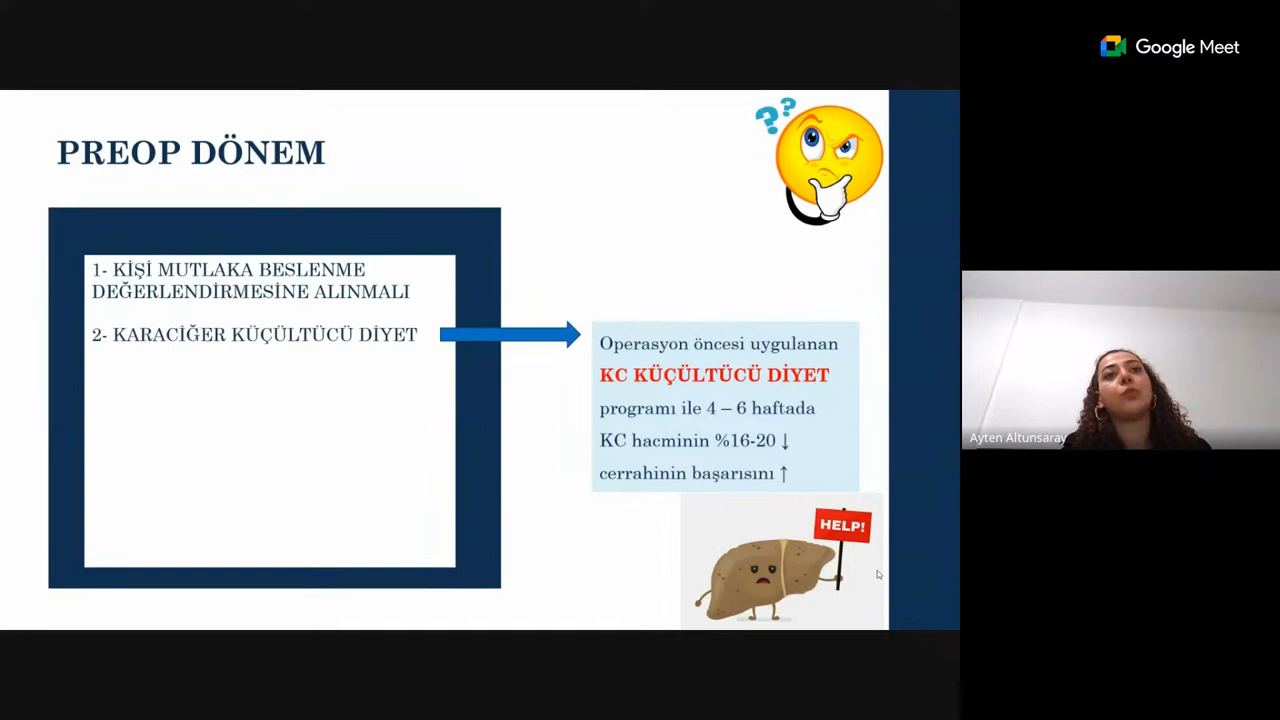 Google Meet
PREOP DÖNEM
1- KİŞİ MUTLAKA BESLENME
DEĞERLENDİRMESİNE ALINMALI
2- KARACİĞER KÜÇÜLTÜCÜ DİYET
Operasyon öncesi uygulanan
KC KÜÇÜLTÜCÜ DİYET
programı ile 4 – 6 haftada
KC hacminin %16-20 ↓
cerrahinin başarısını ↑
HELP!
Ayten Altunsaray